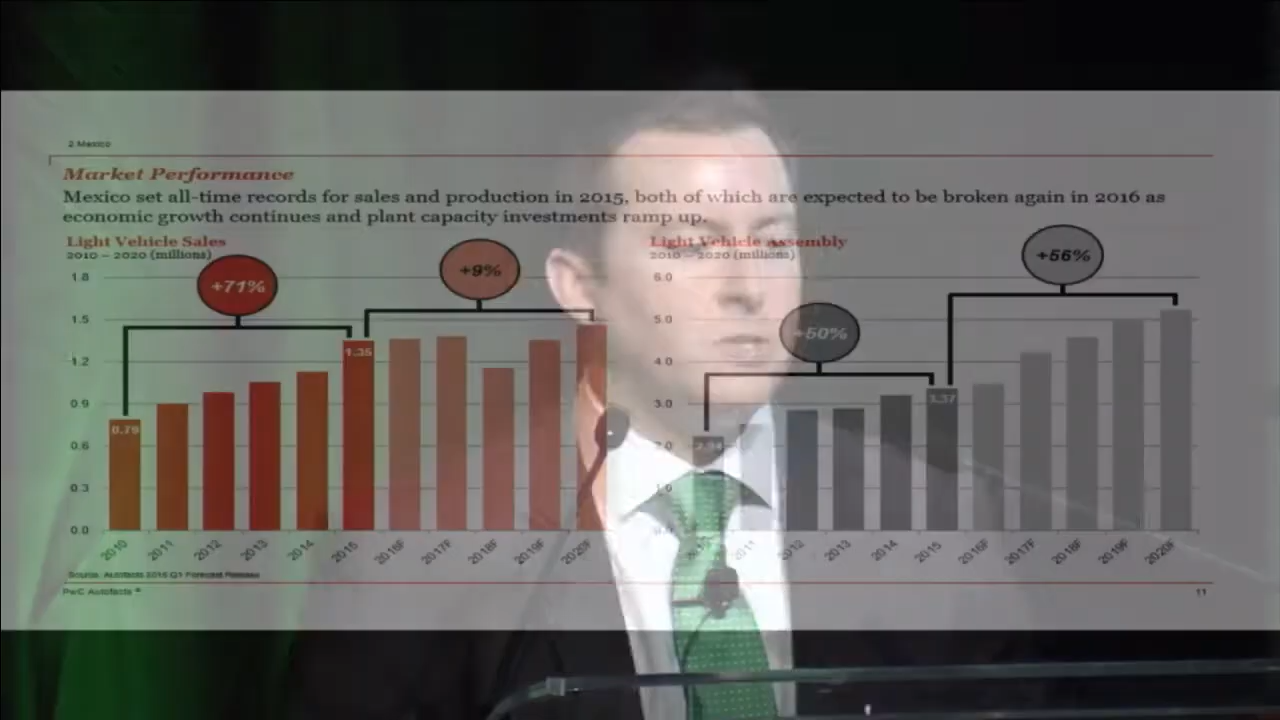 2 Mexico
Market Performance
Mexico set all-time records for sales and production in 2015, both of which are expected to be broken again in 2016 as
economic growth continues and plant capacity investments ramp up.
Light Vehicle Sales
2010 – 2020 (millions)
+71%
+9%
1.8
1.5
1.2
0.9
0.6
0.3
0.0
0.79
1.35
2010
2011
2012
2013
2014
2015
2016F
2017F
2018F
2019F
2020F
Light Vehicle Assembly
2010 – 2020 (millions)
+50%
+56%
6.0
5.0
4.0
3.0
2.0
1.0
3.37
2011
2012
2013
2014
2015
2016F
2017F
2018F
2019F
2020F
Source: Autofacts 2016 Q1 Forecast Release
PwC Autofacts ®
11